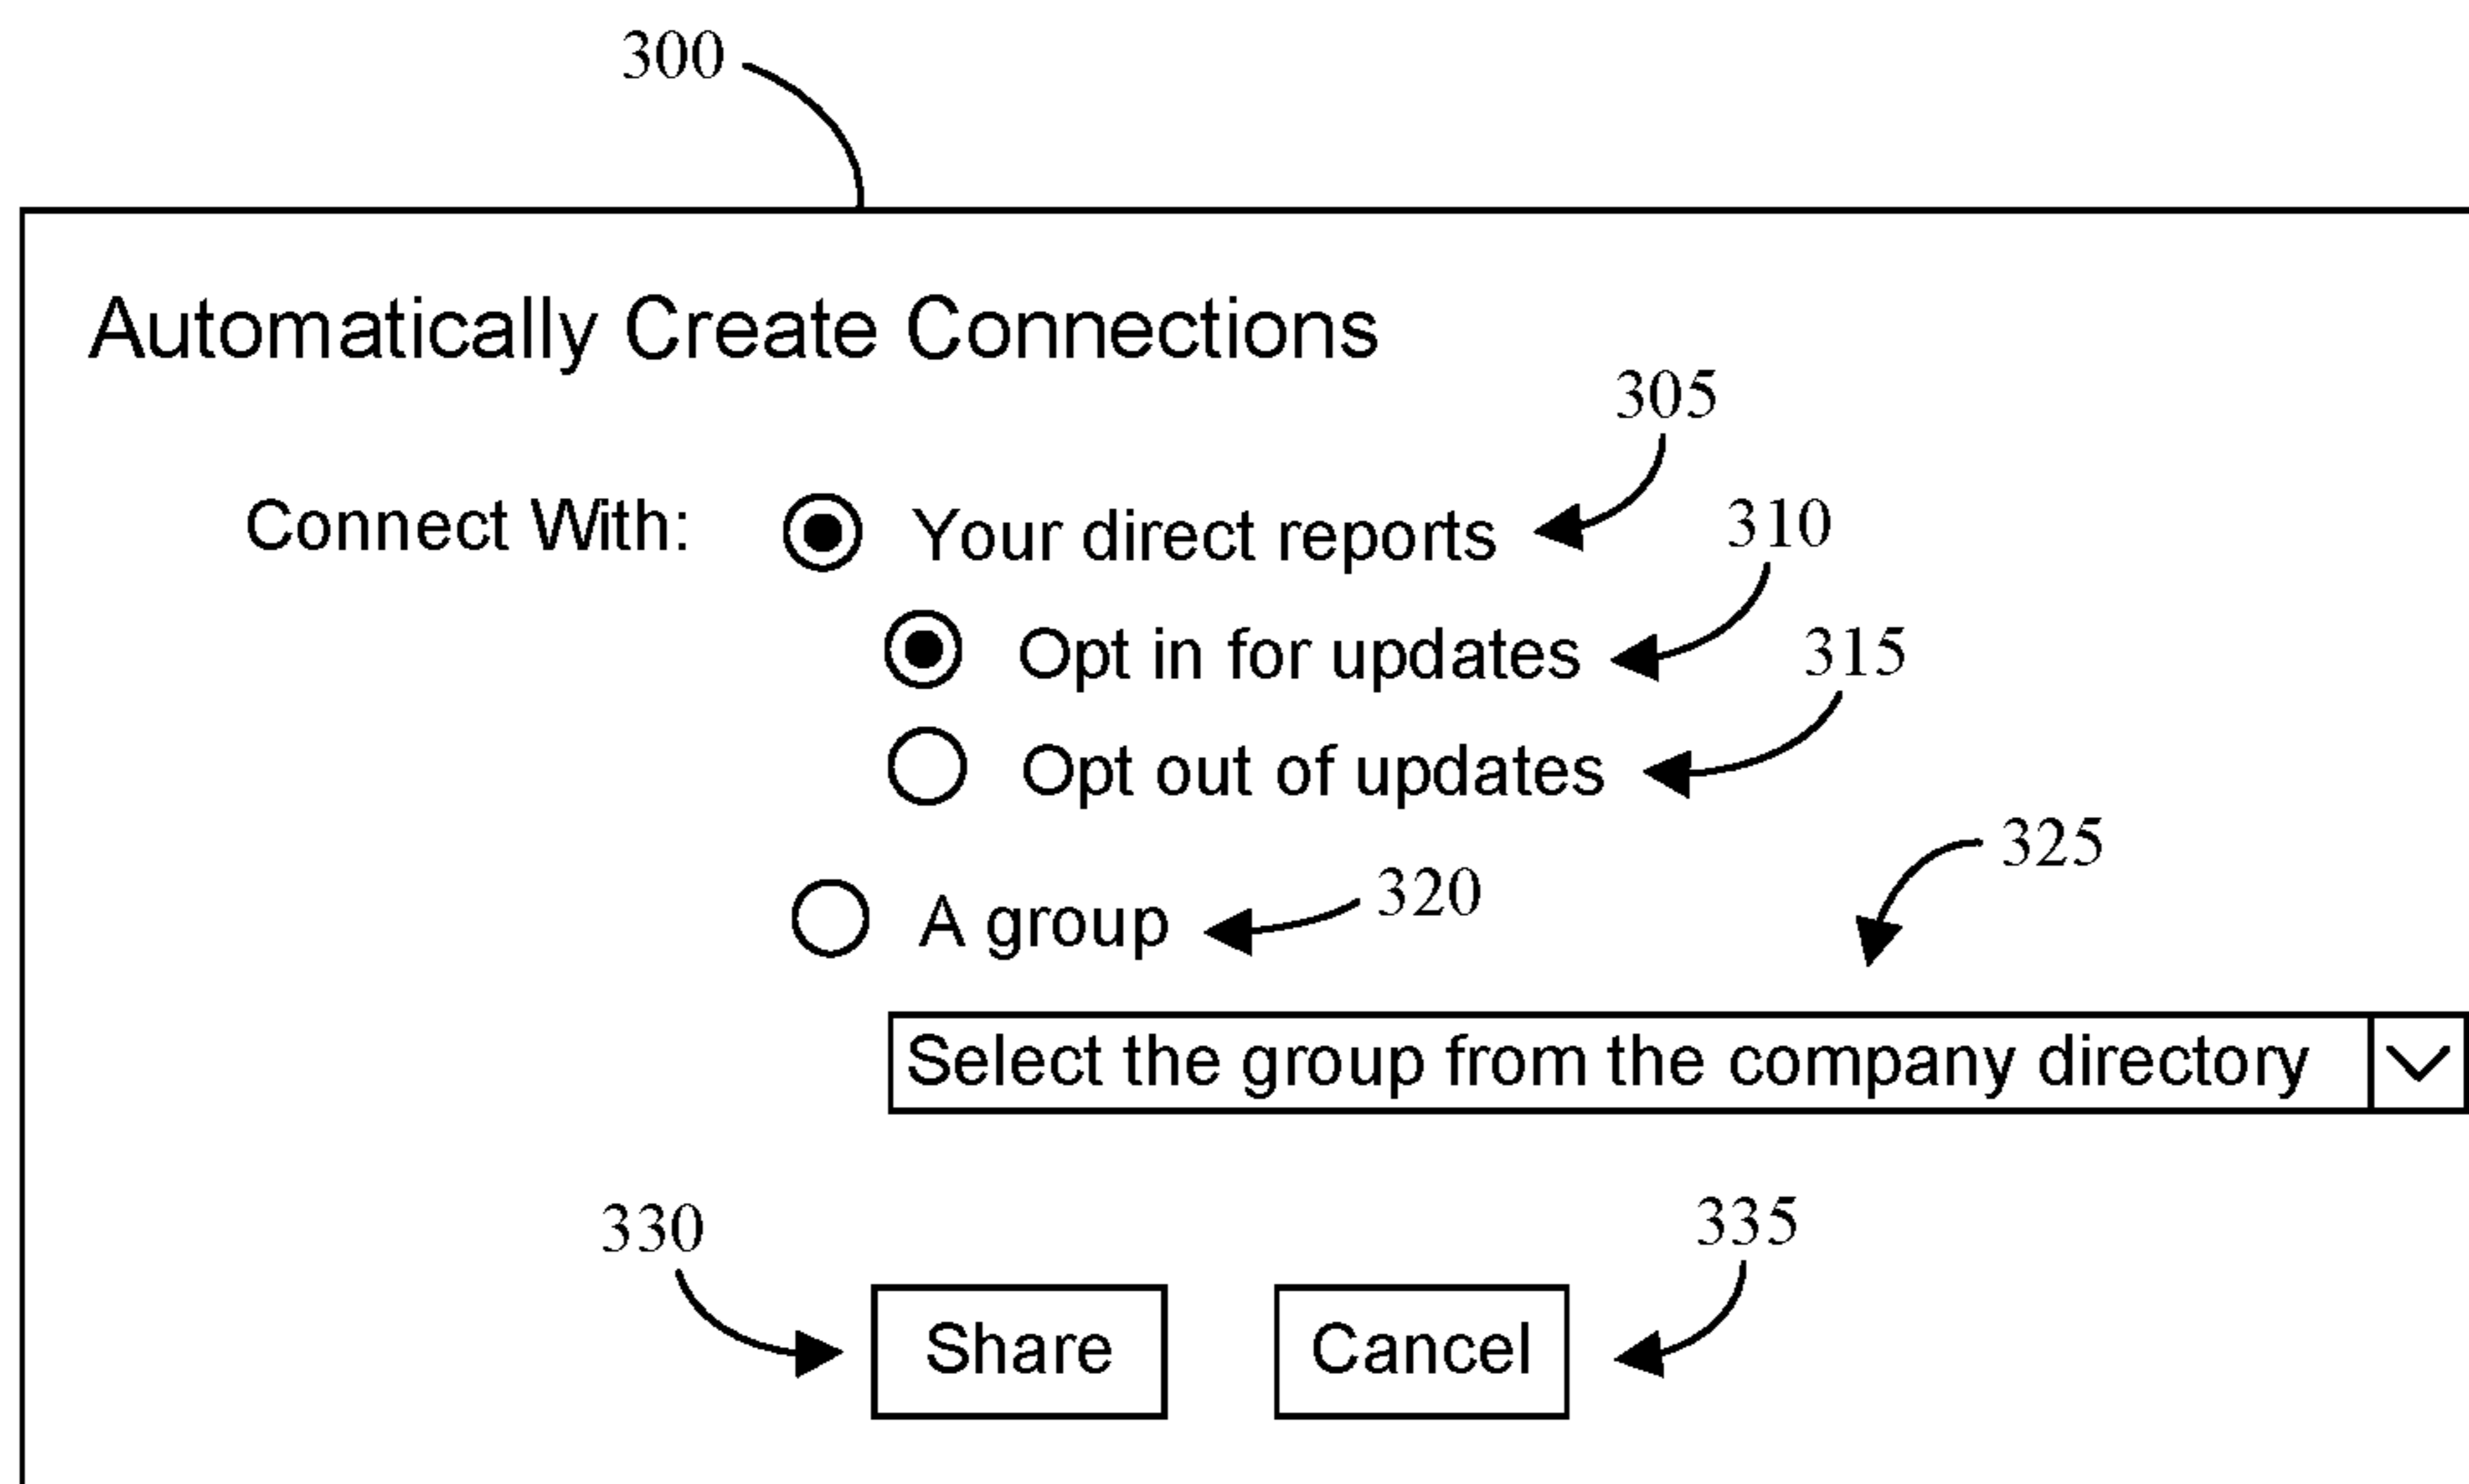 300
Automatically Create Connections
305
Connect With: Your direct reports
310
Opt in for updates
315
Opt out of updates
325
A group 320
Select the group from the company directory
330 335
Share Cancel